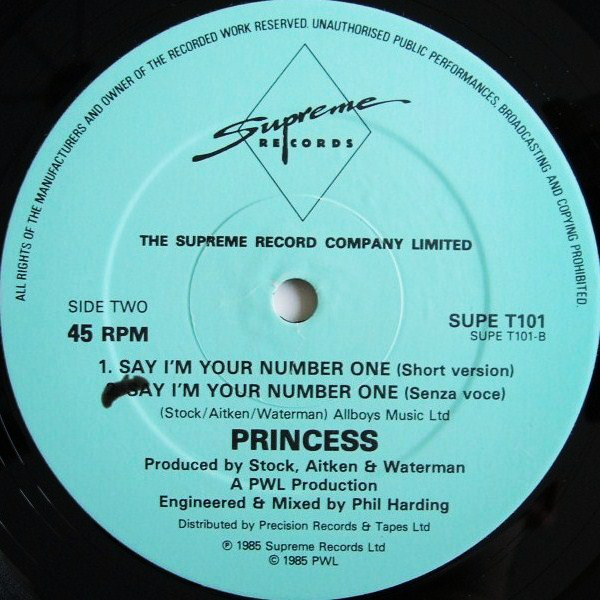 ALL RIGHTS OF THE MANUFACTURERS AND OWNER OF THE RECORDED WORK RESERVED. UNAUTHORISED PUBLIC PERFORMANCES, BROADCASTING AND COPYING PROHIBITED.
Supreme
RECORDS
THE SUPREME RECORD COMPANY LIMITED
SIDE TWO
45 RPM
SUPE T101
SUPE T101-B
1. SAY I'M YOUR NUMBER ONE (Short version)
SAY I'M YOUR NUMBER ONE (Senza voce)
(Stock/Aitken/Waterman) Allboys Music Ltd
PRINCESS
Produced by Stock, Aitken & Waterman
A PWL Production
Engineered & Mixed by Phil Harding
Distributed by Precision Records & Tapes Ltd
℗ 1985 Supreme Records Ltd
© 1985 PWL